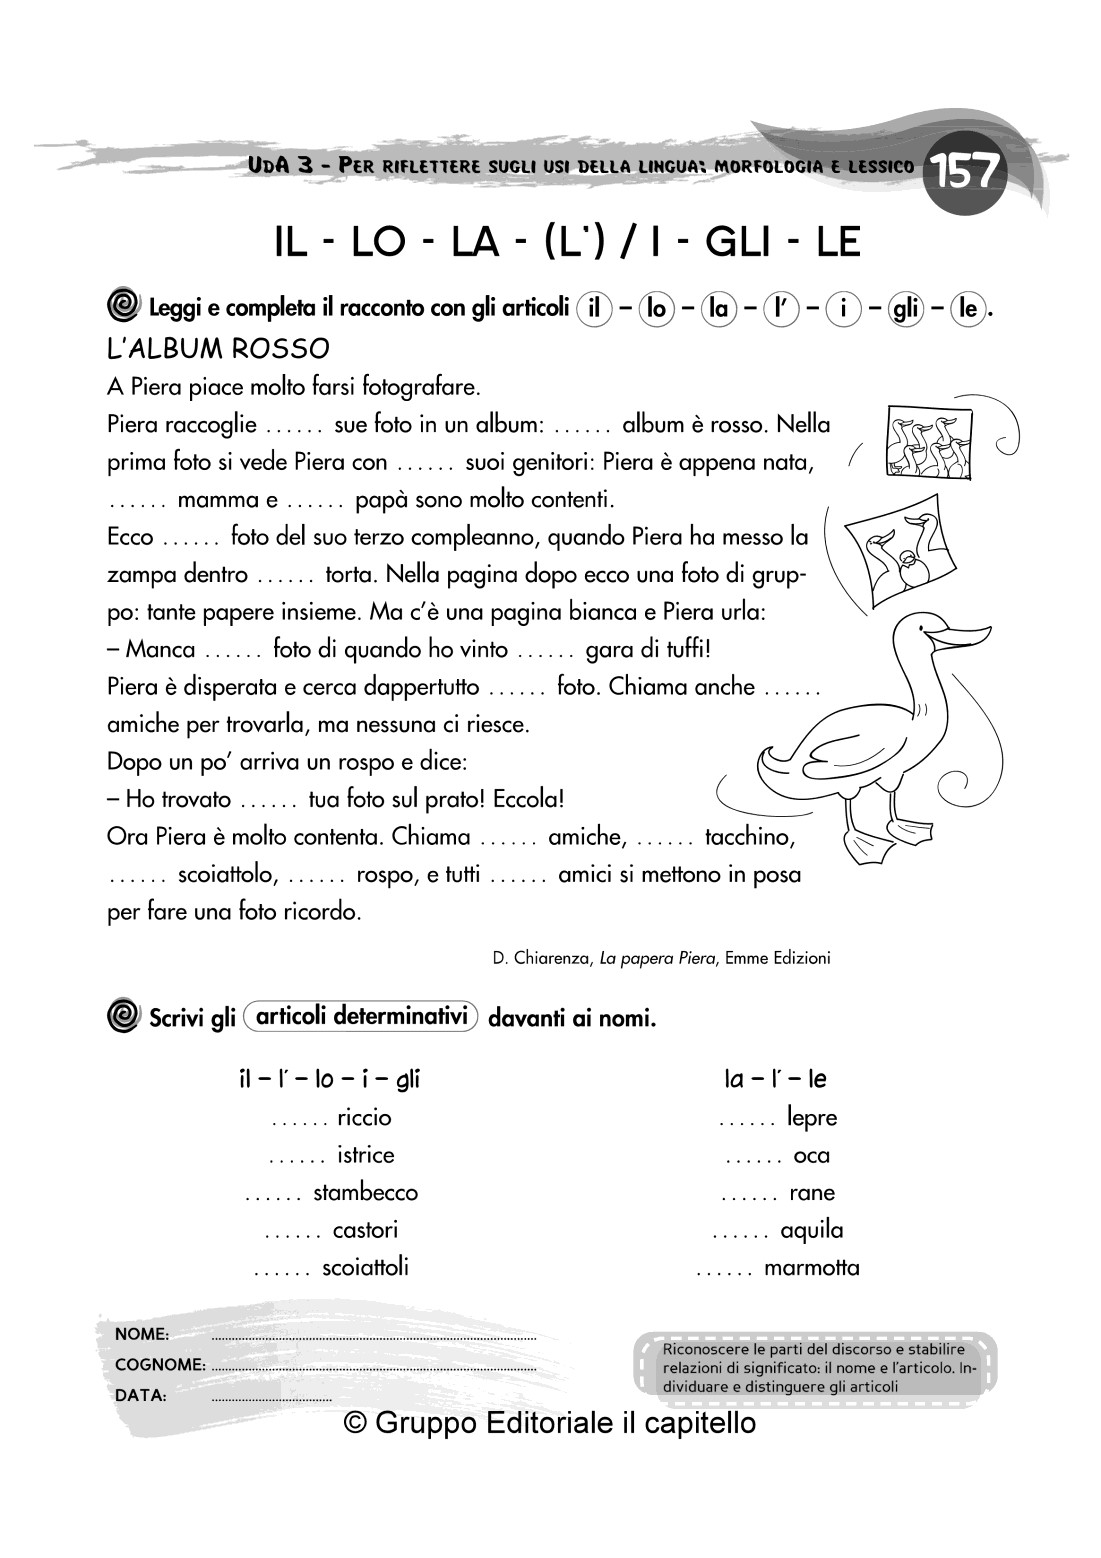 UdA 3 - Per riflettere sugli usi della lingua: morfologia e lessico
157
IL - LO - LA - (L') / I - GLI - LE
Leggi e completa il racconto con gli articoli il – lo – la – l' – i – gli – le.
L'ALBUM ROSSO
A Piera piace molto farsi fotografare.
Piera raccoglie ...... sue foto in un album: ...... album è rosso. Nella
prima foto si vede Piera con ...... suoi genitori: Piera è appena nata,
...... mamma e ...... papà sono molto contenti.
Ecco ...... foto del suo terzo compleanno, quando Piera ha messo la
zampa dentro ...... torta. Nella pagina dopo ecco una foto di grup-
po: tante papere insieme. Ma c'è una pagina bianca e Piera urla:
– Manca ...... foto di quando ho vinto ...... gara di tuffi!
Piera è disperata e cerca dappertutto ...... foto. Chiama anche ......
amiche per trovarla, ma nessuna ci riesce.
Dopo un po' arriva un rospo e dice:
– Ho trovato ...... tua foto sul prato! Eccola!
Ora Piera è molto contenta. Chiama ...... amiche, ...... tacchino,
...... scoiattolo, ...... rospo, e tutti ...... amici si mettono in posa
per fare una foto ricordo.
D. Chiarenza, La papera Piera, Emme Edizioni
Scrivi gli articoli determinativi davanti ai nomi.
il – l' – lo – i – gli
...... riccio
...... istrice
...... stambecco
...... castori
...... scoiattoli
la – l' – le
...... lepre
...... oca
...... rane
...... aquila
...... marmotta
NOME: ......
COGNOME: ......
DATA: ......
Riconoscere le parti del discorso e stabilire
relazioni di significato: il nome e l'articolo. In-
dividuare e distinguere gli articoli
© Gruppo Editoriale il capitello